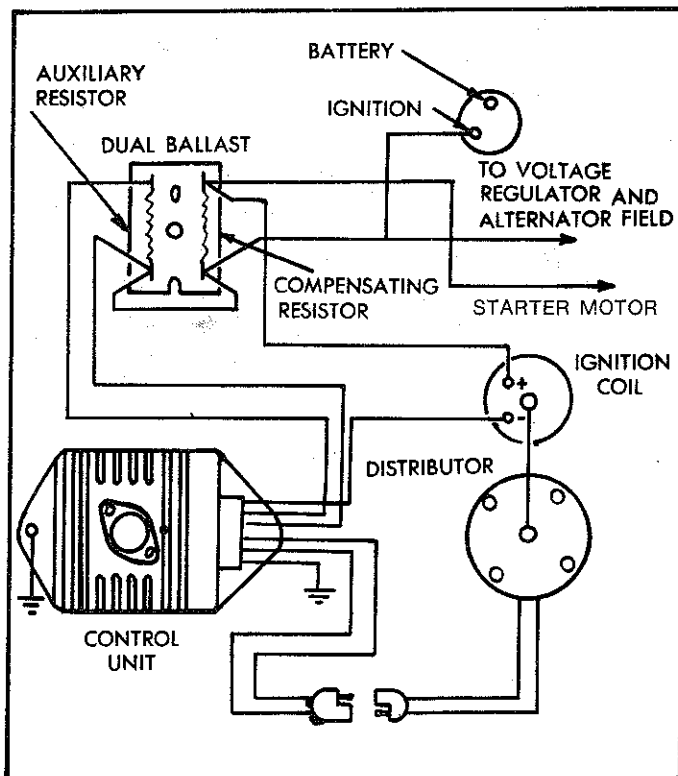 BATTERY
AUXILIARY
RESISTOR
IGNITION
DUAL BALLAST
TO VOLTAGE
REGULATOR AND
ALTERNATOR FIELD
COMPENSATING
RESISTOR
STARTER MOTOR
IGNITION
COIL
+
-
DISTRIBUTOR
CONTROL
UNIT